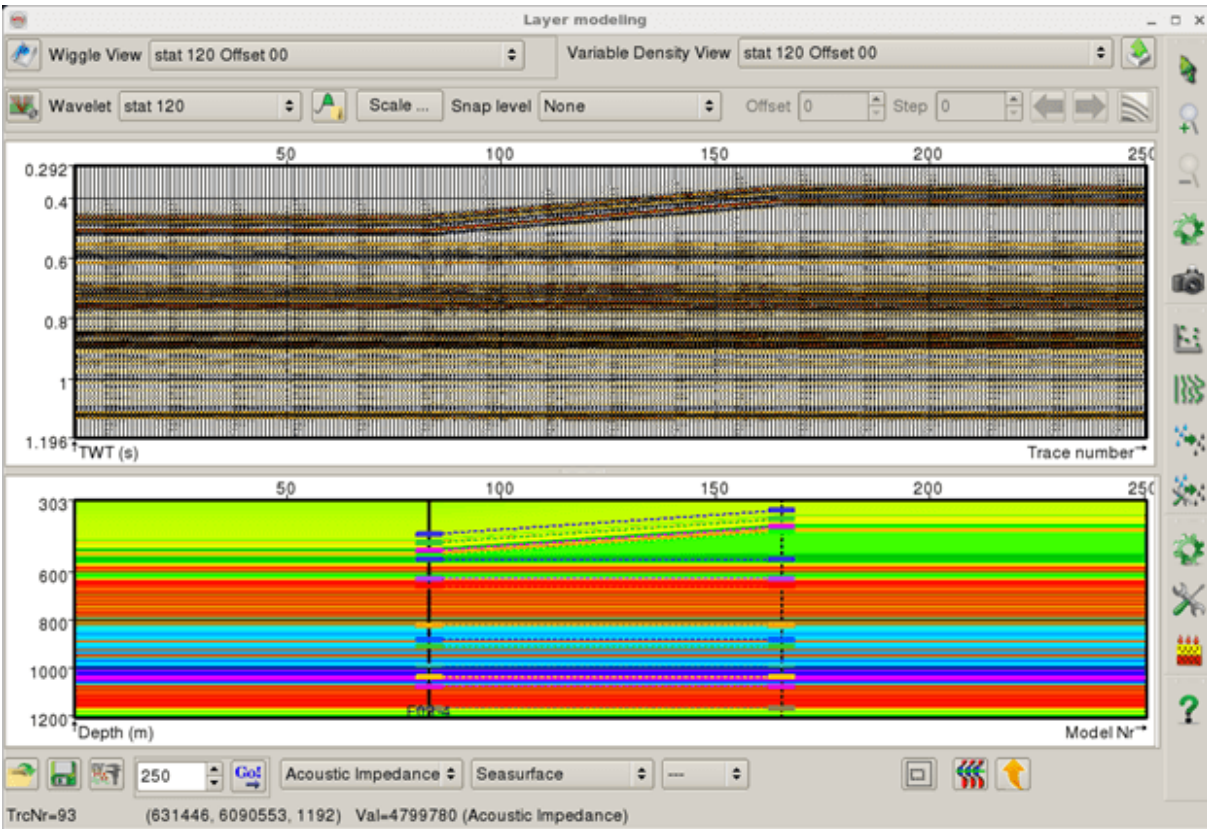 Layer modeling
Wiggle View stat 120 Offset 00 Variable Density View stat 120 Offset 00
Wavelet stat 120 Scale ... Snap level None Offset 0 Step 0
50 100 150 200 250
0.292
0.4
0.6
0.8
1
1.196
TWT (s) Trace number
50 100 150 200 250
303
600
800
1000
1200
Depth (m) Model Nr
250 Go! Acoustic Impedance Seasurface ---
TrcNr=93 (631446, 6090553, 1192) Val=4799780 (Acoustic Impedance)